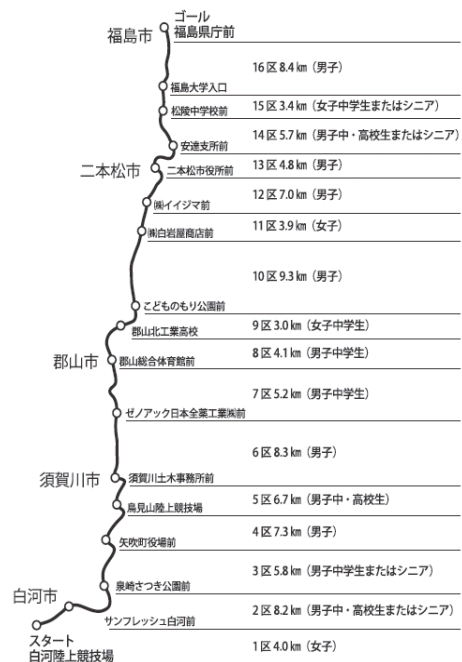 ゴール
福島県庁前
福島市
16区 8.4㎞（男子）
福島大学入口
15区 3.4㎞（女子中学生またはシニア）
松陵中学校前
14区 5.7㎞（男子中・高校生またはシニア）
安達支所前
13区 4.8㎞（男子）
二本松市
二本松市役所前
12区 7.0㎞（男子）
㈱イイジマ前
11区 3.9㎞（女子）
㈱白岩屋商店前
10区 9.3㎞（男子）
こどものもり公園前
9区 3.0㎞（女子中学生）
郡山北工業高校
8区 4.1㎞（男子中学生）
郡山市
郡山総合体育館前
7区 5.2㎞（男子中学生）
ゼノアック日本全薬工業㈱前
6区 8.3㎞（男子）
須賀川市
須賀川土木事務所前
5区 6.7㎞（男子中・高校生）
鳥見山陸上競技場
4区 7.3㎞（男子）
矢吹町役場前
3区 5.8㎞（男子中学生またはシニア）
泉崎さつき公園前
白河市
2区 8.2㎞（男子中・高校生またはシニア）
サンフレッシュ白河前
1区 4.0㎞（女子）
スタート
白河陸上競技場